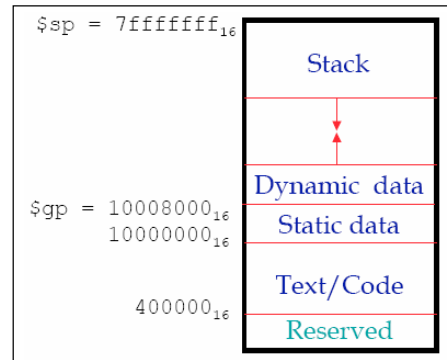 $sp = 7fffffff₁₆
Stack
Dynamic data
$gp = 10008000₁₆
Static data
10000000₁₆
Text/Code
400000₁₆
Reserved